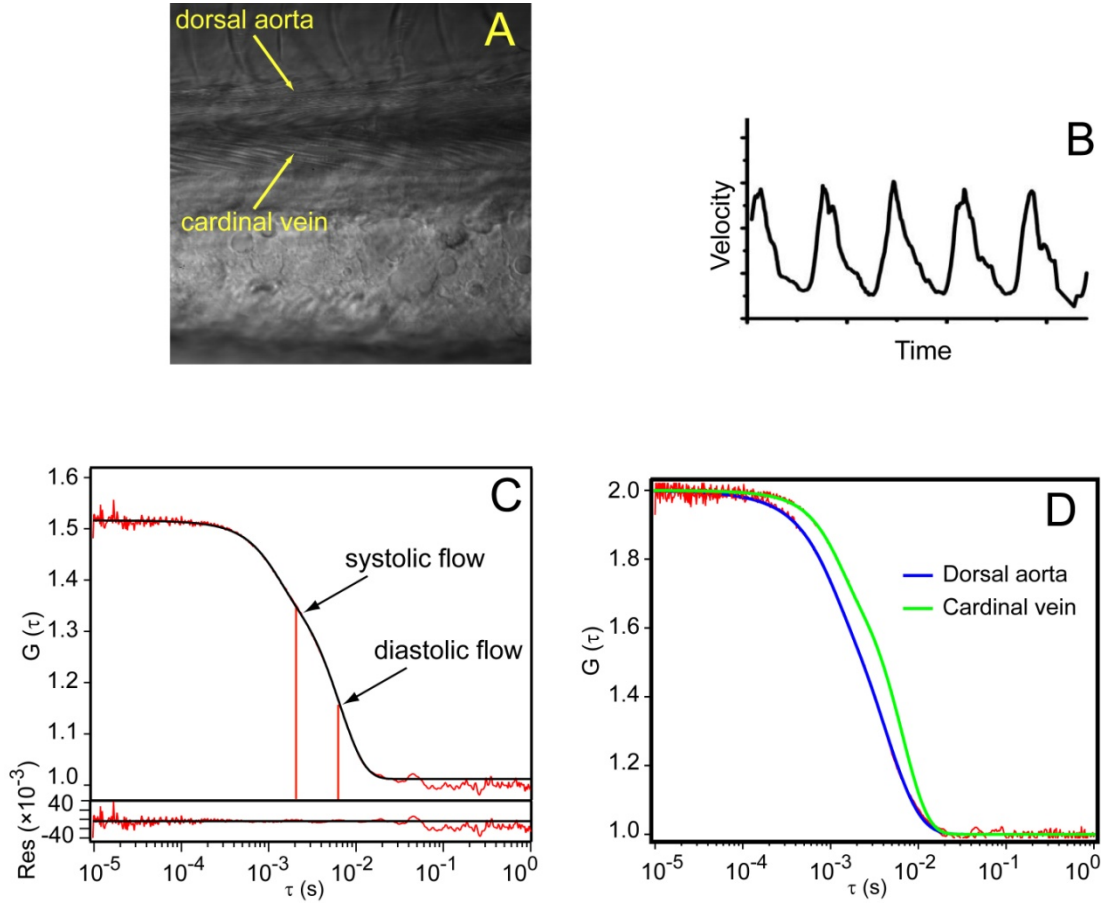 dorsal aorta
A
cardinal vein
B
Velocity
Time
C
1.6
1.5
1.4
1.3
1.2
1.1
1.0
G (τ)
systolic flow
diastolic flow
40
-40
Res (×10⁻³)
10⁻⁵ 10⁻⁴ 10⁻³ 10⁻² 10⁻¹ 10⁰
τ (s)
D
2.0
1.8
1.6
1.4
1.2
1.0
G (τ)
Dorsal aorta
Cardinal vein
10⁻⁵ 10⁻⁴ 10⁻³ 10⁻² 10⁻¹ 10⁰
τ (s)